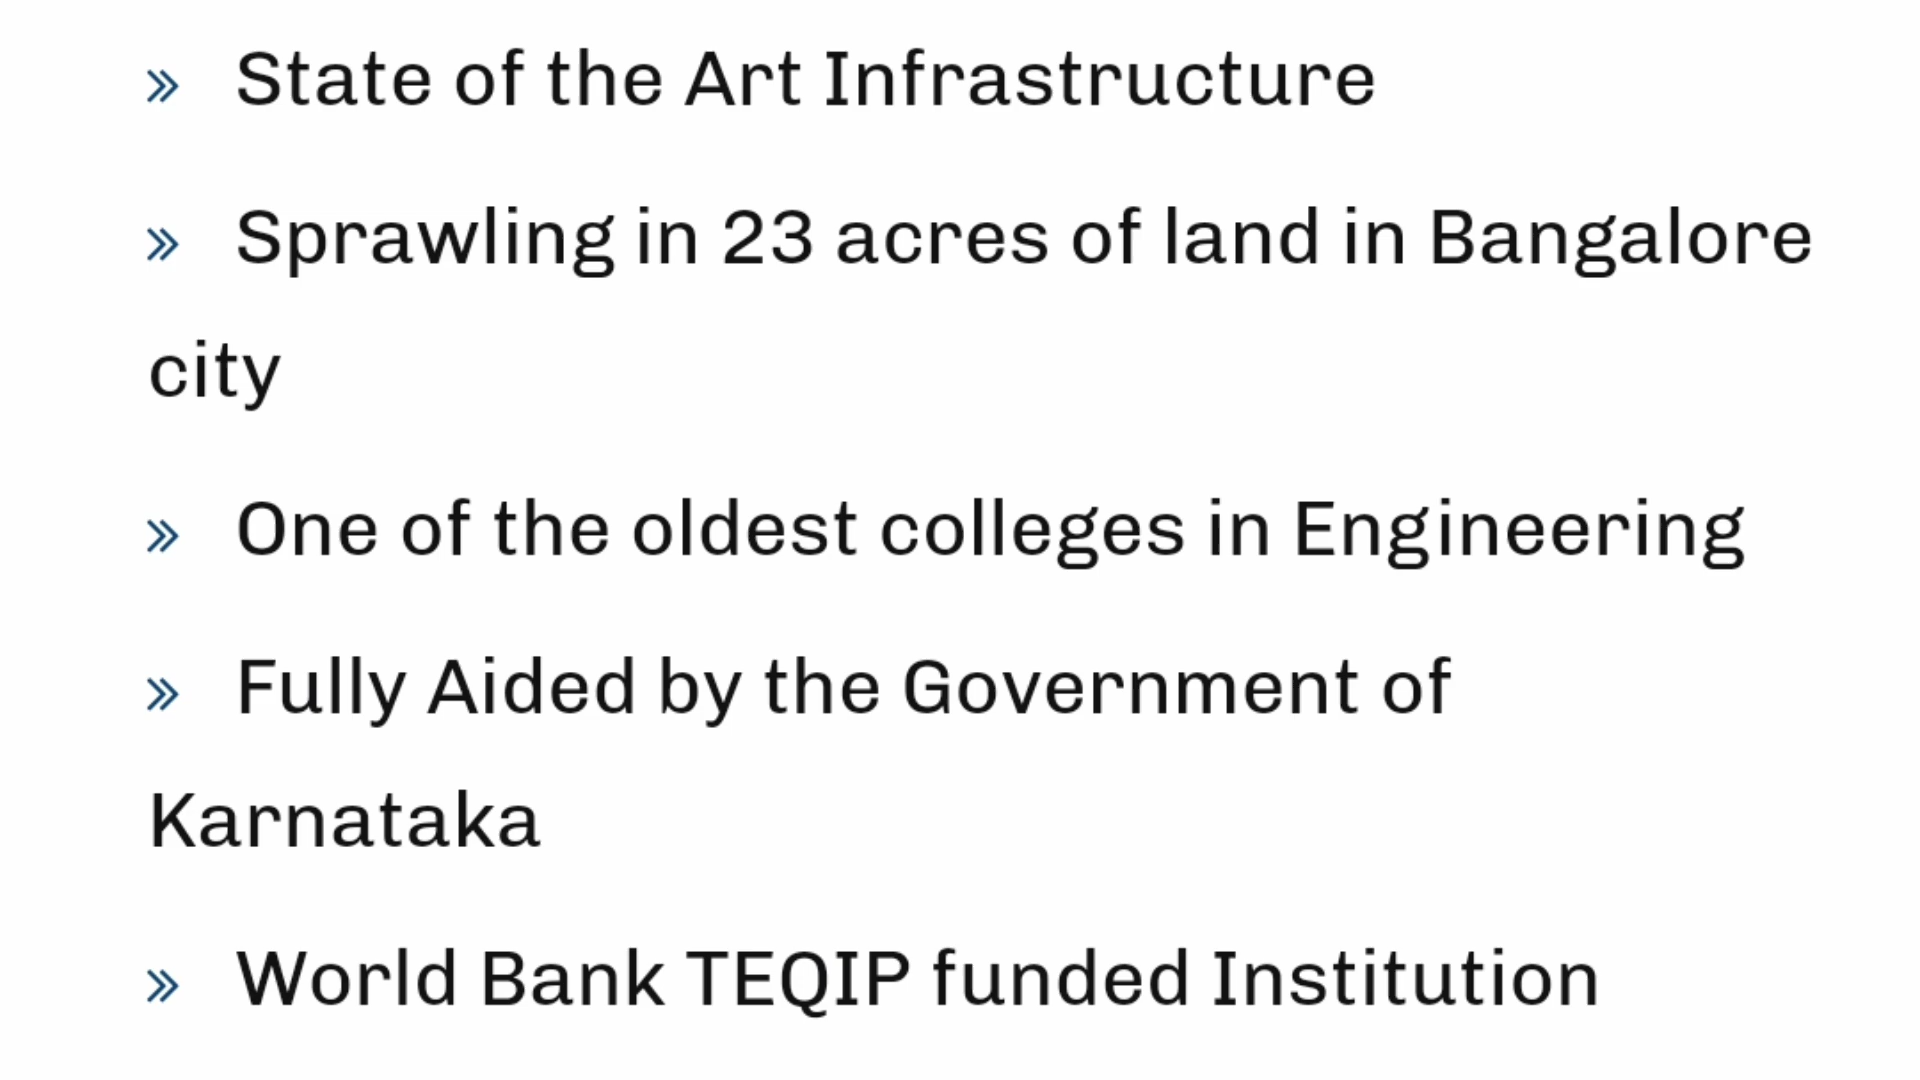 » State of the Art Infrastructure
» Sprawling in 23 acres of land in Bangalore
city
» One of the oldest colleges in Engineering
» Fully Aided by the Government of
Karnataka
» World Bank TEQIP funded Institution